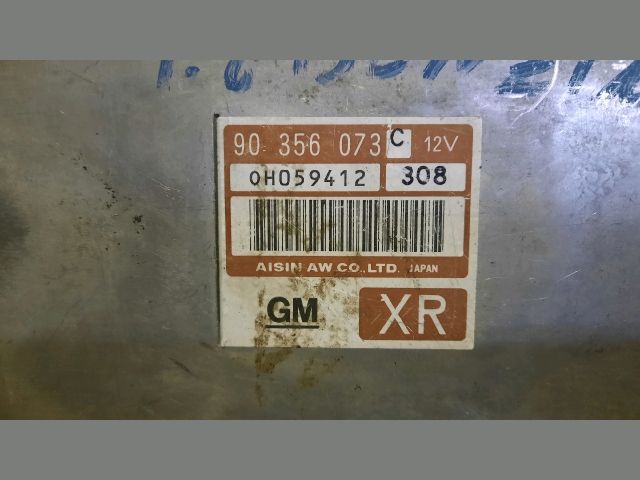 90 356 073 C 12V
0H059412 308
AISIN AW CO.,LTD. JAPAN
GM XR